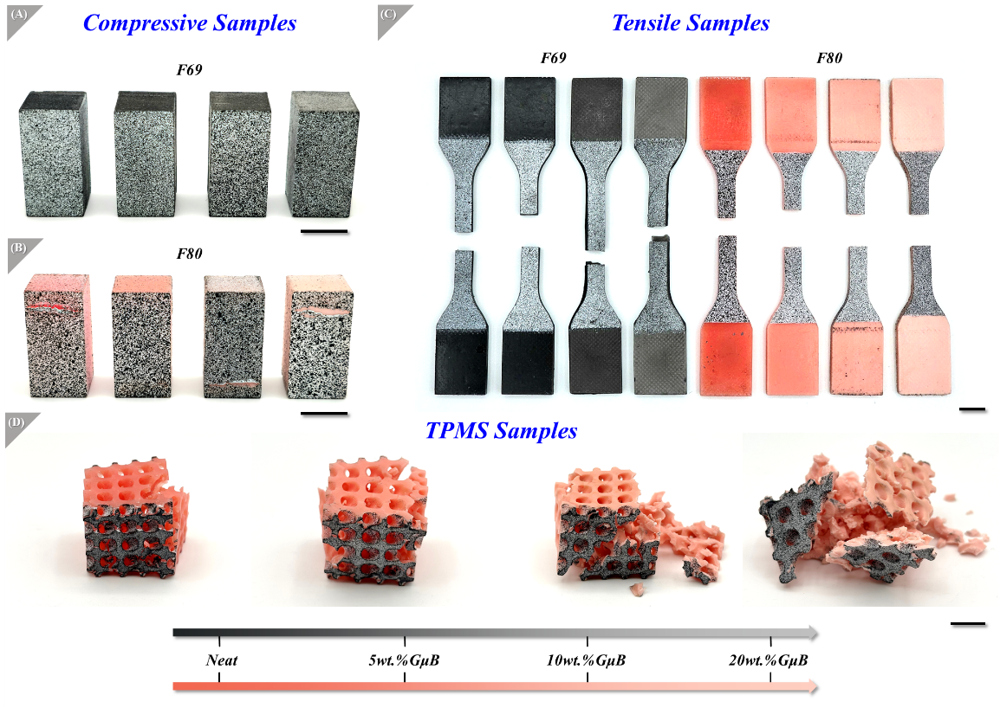 (A)
Compressive Samples
F69
(B)
F80
(C)
Tensile Samples
F69
F80
(D)
TPMS Samples
Neat
5wt.%GμB
10wt.%GμB
20wt.%GμB